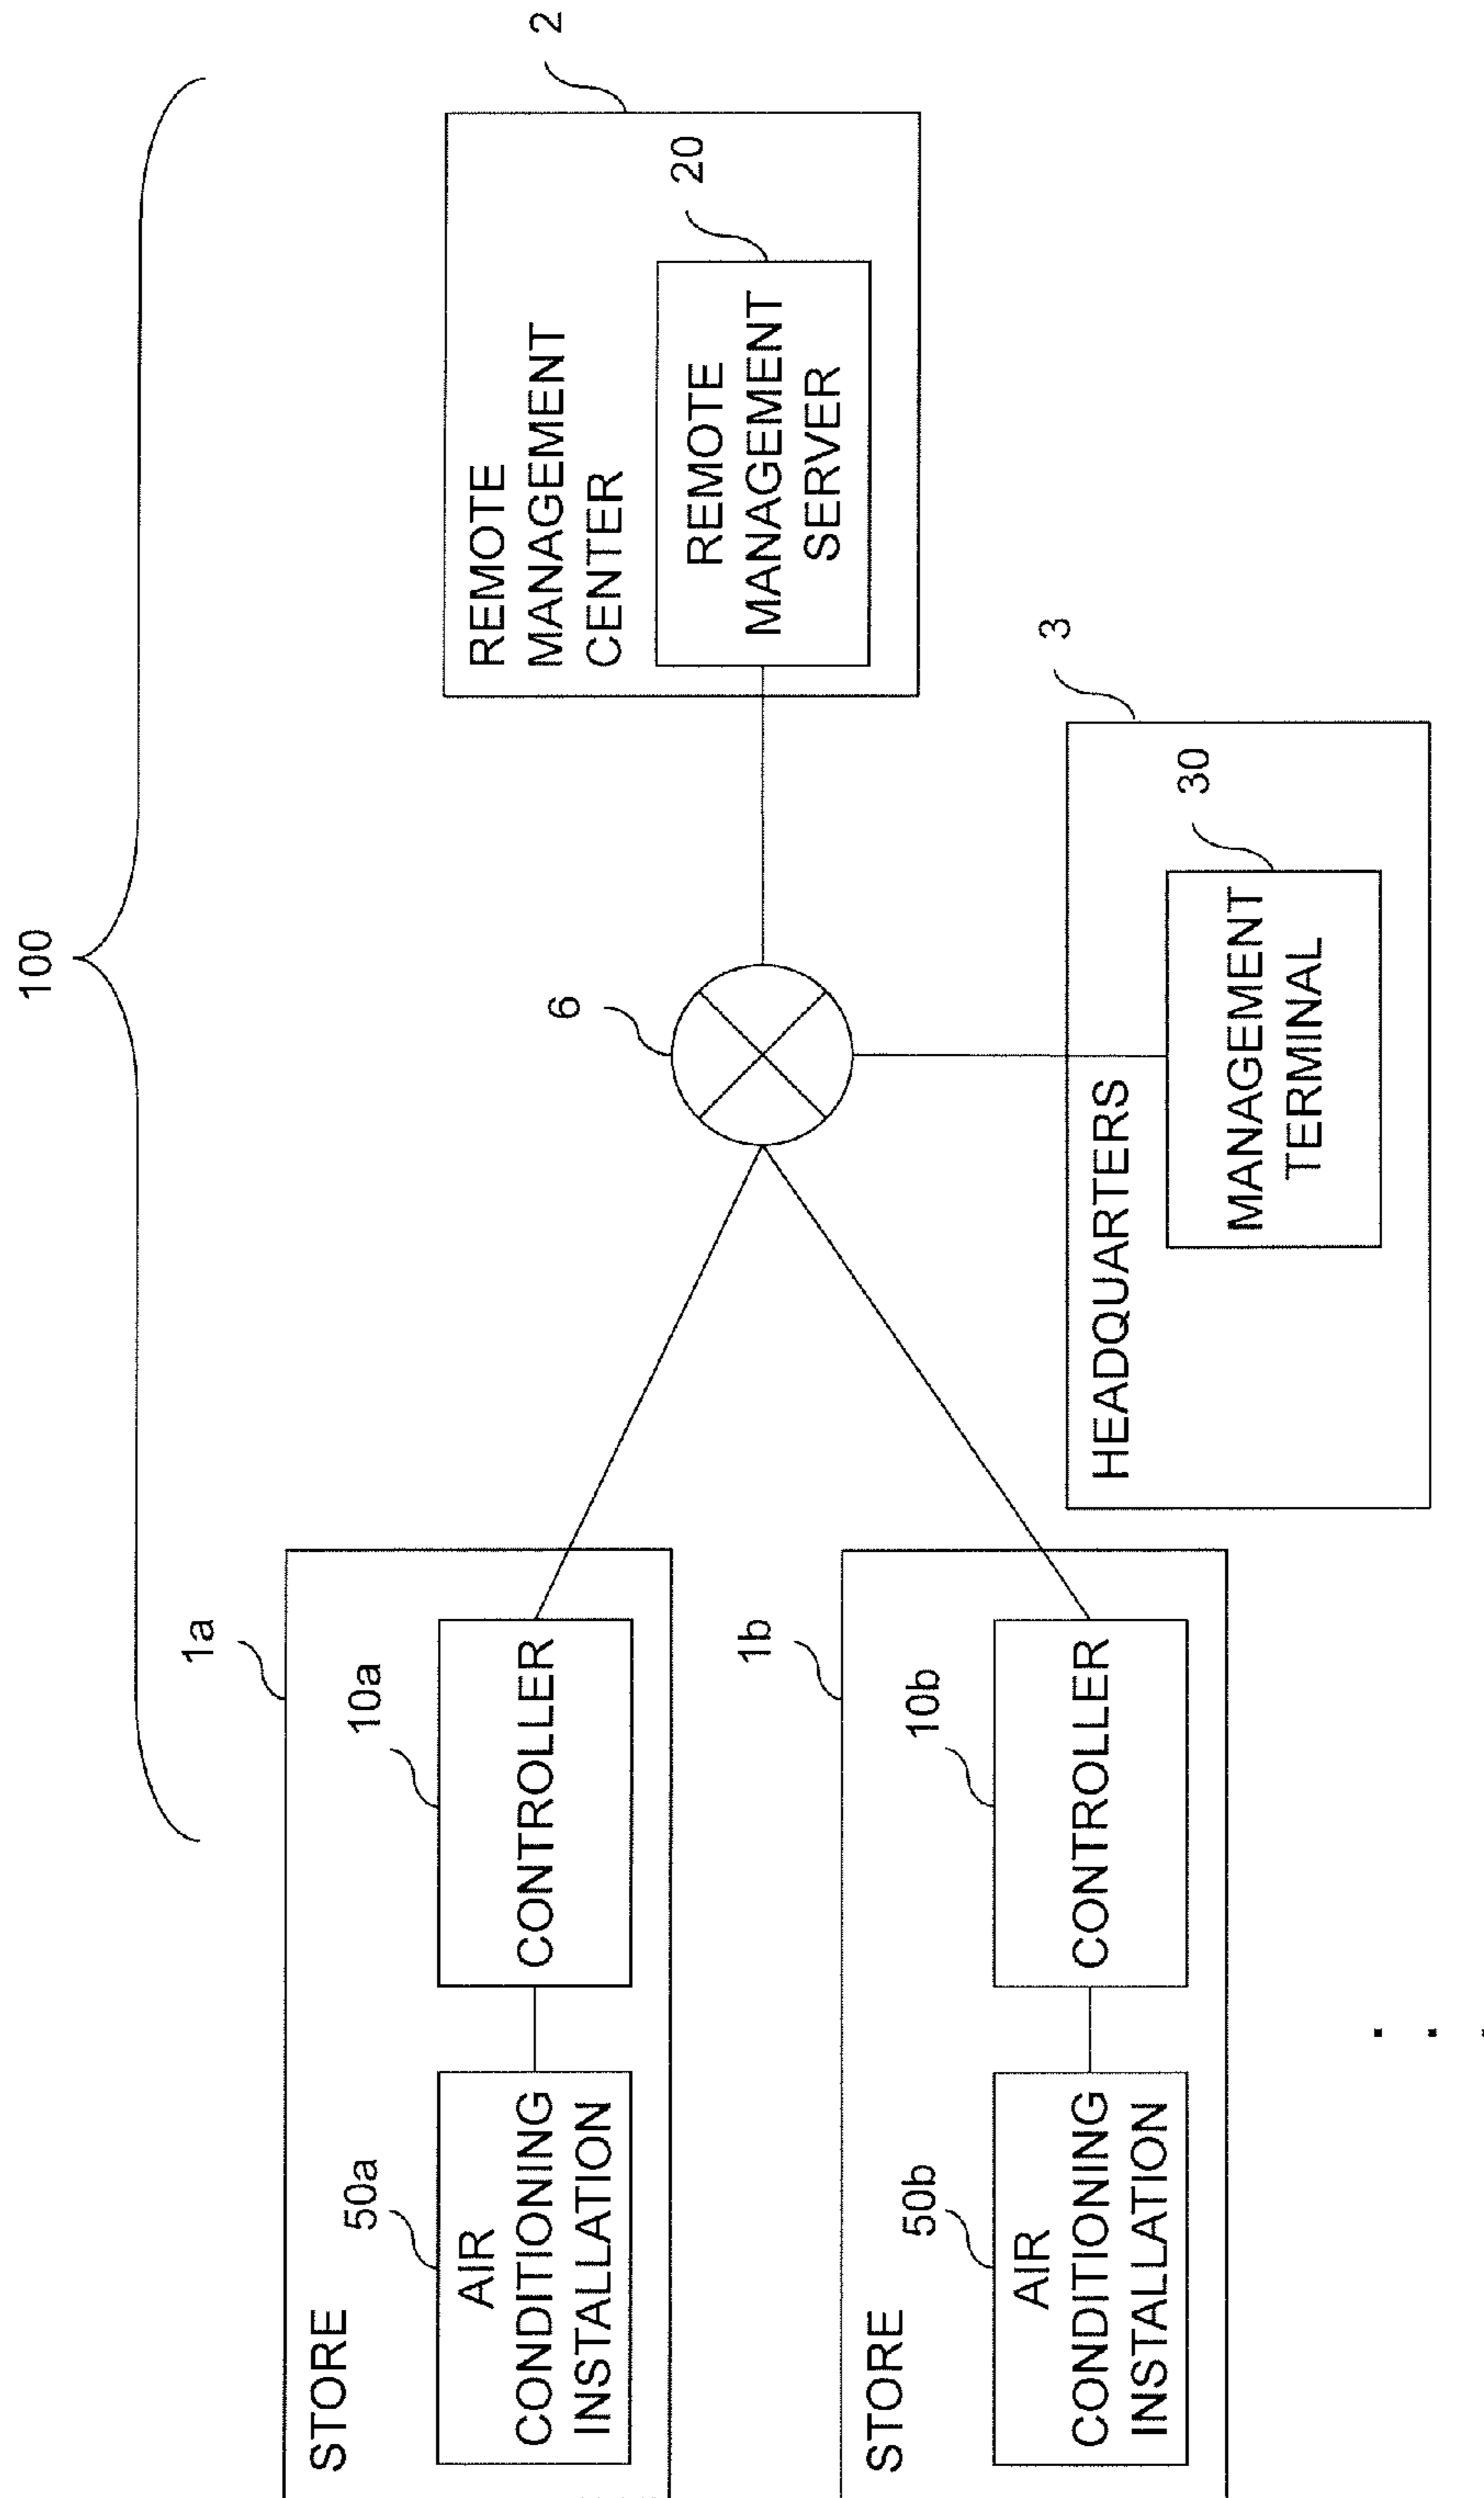 100
1a
STORE
50a
AIR
CONDITIONING
INSTALLATION
10a
CONTROLLER
1b
STORE
50b
AIR
CONDITIONING
INSTALLATION
10b
CONTROLLER
6
2
REMOTE
MANAGEMENT
CENTER
20
REMOTE
MANAGEMENT
SERVER
3
HEADQUARTERS
30
MANAGEMENT
TERMINAL